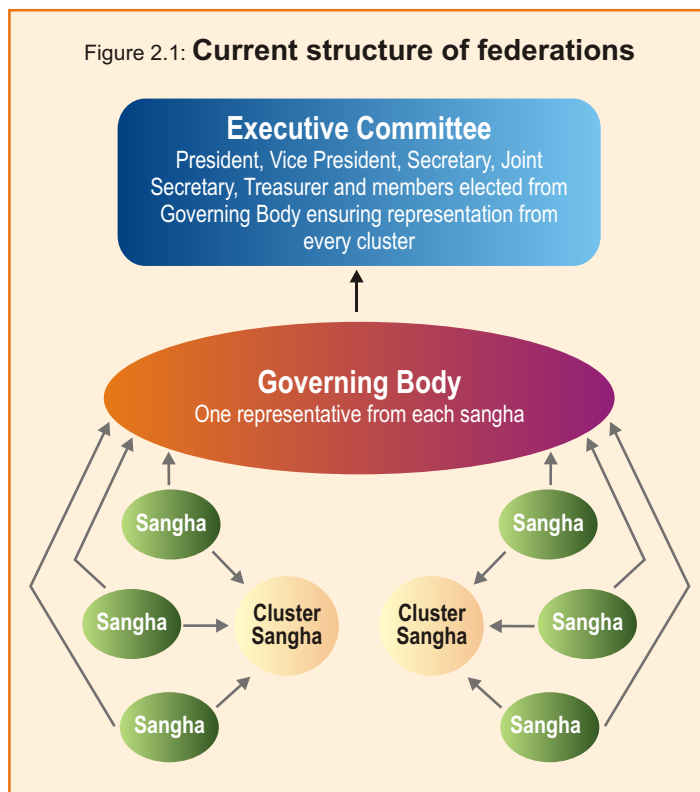 Figure 2.1: Current structure of federations
Executive Committee
President, Vice President, Secretary, Joint
Secretary, Treasurer and members elected from
Governing Body ensuring representation from
every cluster
Governing Body
One representative from each sangha
Sangha
Sangha
Sangha
Cluster
Sangha
Cluster
Sangha
Sangha
Sangha
Sangha